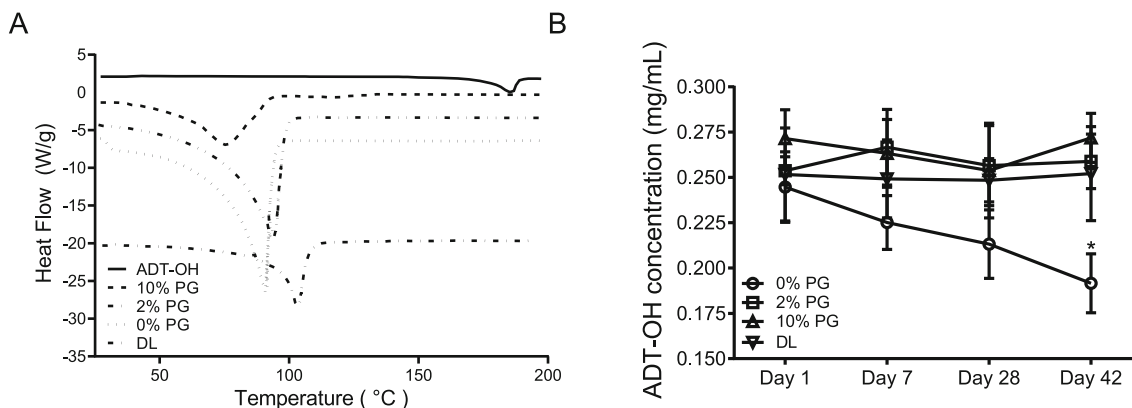 A
5
0
-5
-10
-15
-20
-25
-30
-35
Heat Flow (W/g)
ADT-OH
10% PG
2% PG
0% PG
DL
50
100
150
200
Temperature ( °C)
B
0.300
0.275
0.250
0.225
0.200
0.175
0.150
ADT-OH concentration (mg/mL)
*
0% PG
2% PG
10% PG
DL
Day 1
Day 7
Day 28
Day 42